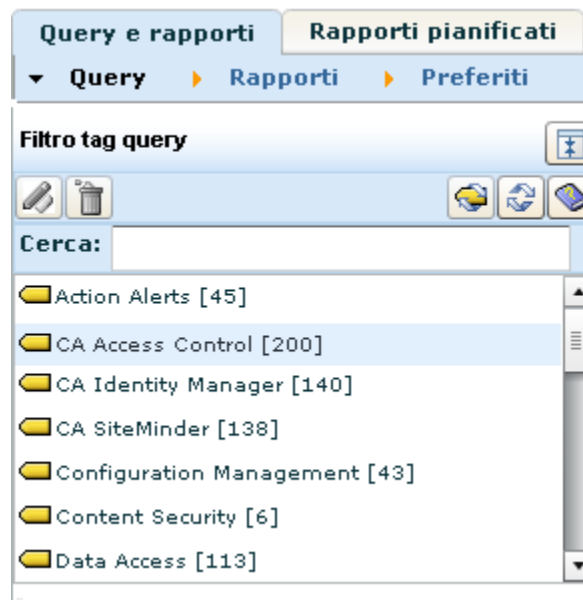 Query e rapporti Rapporti pianificati
Query Rapporti Preferiti
Filtro tag query
Cerca:
Action Alerts [45]
CA Access Control [200]
CA Identity Manager [140]
CA SiteMinder [138]
Configuration Management [43]
Content Security [6]
Data Access [113]